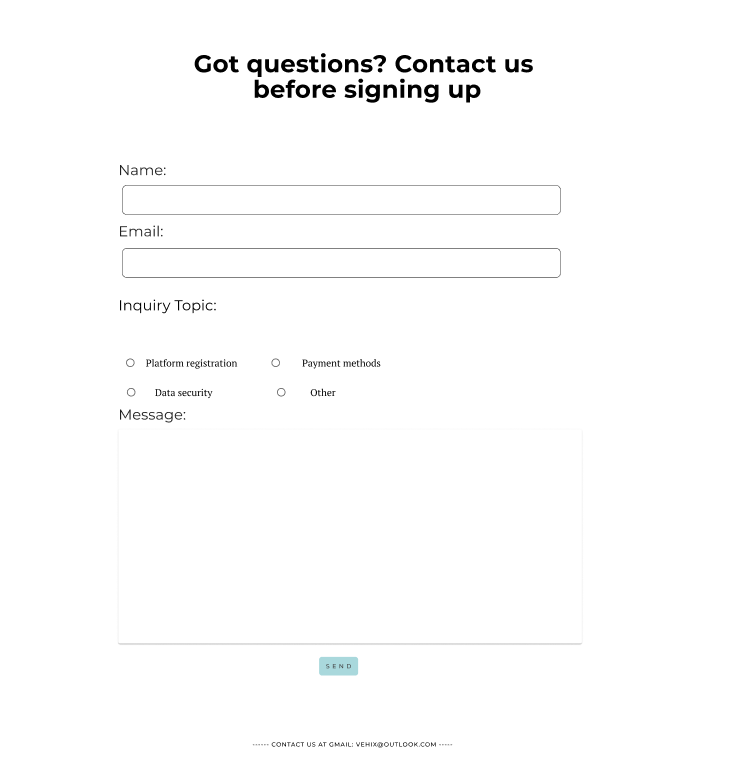 Got questions? Contact us
before signing up
Name:
Email:
Inquiry Topic:
Platform registration Payment methods
Data security Other
Message:
SEND
------ CONTACT US AT GMAIL: VEHIX@OUTLOOK.COM -----